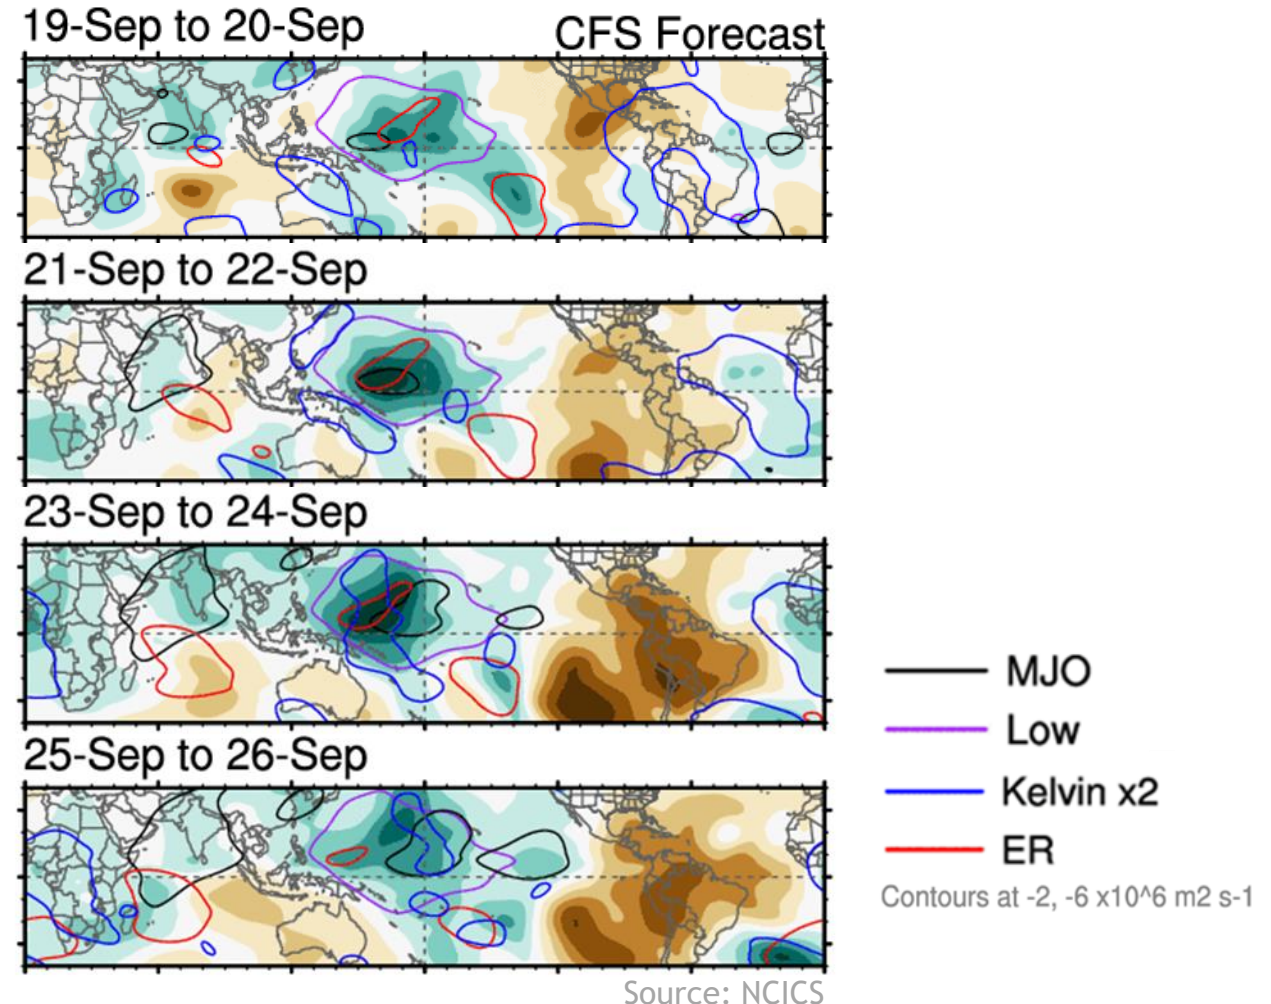 19-Sep to 20-Sep
CFS Forecast
21-Sep to 22-Sep
23-Sep to 24-Sep
MJO
Low
25-Sep to 26-Sep
Kelvin x2
ER
Contours at -2, -6 x10^6 m2 s-1
Source: NCICS